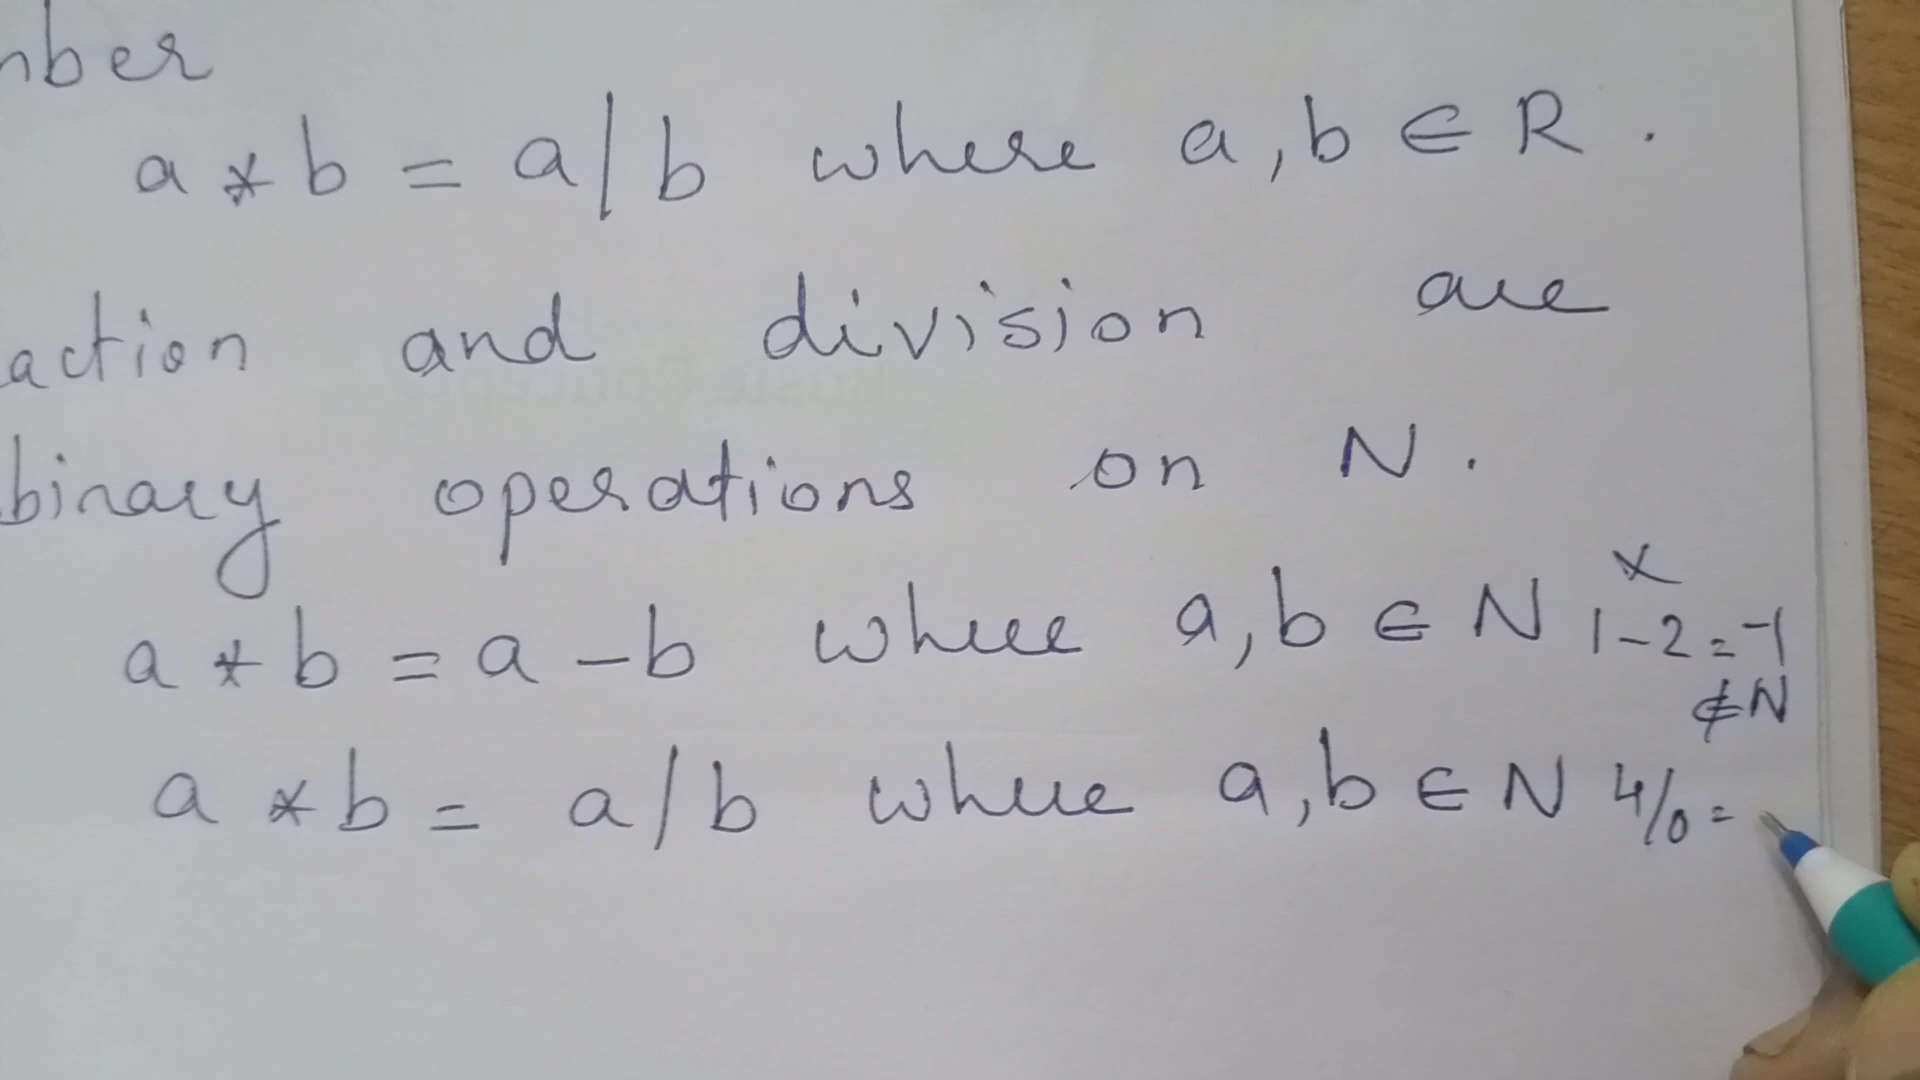 nber
a * b = a/b where a, b ∈ R.
action and division are
binary operations on N.
a * b = a - b where a, b ∈ N 1-2=-1 ∉N
a * b = a/b where a, b ∈ N 4/0=